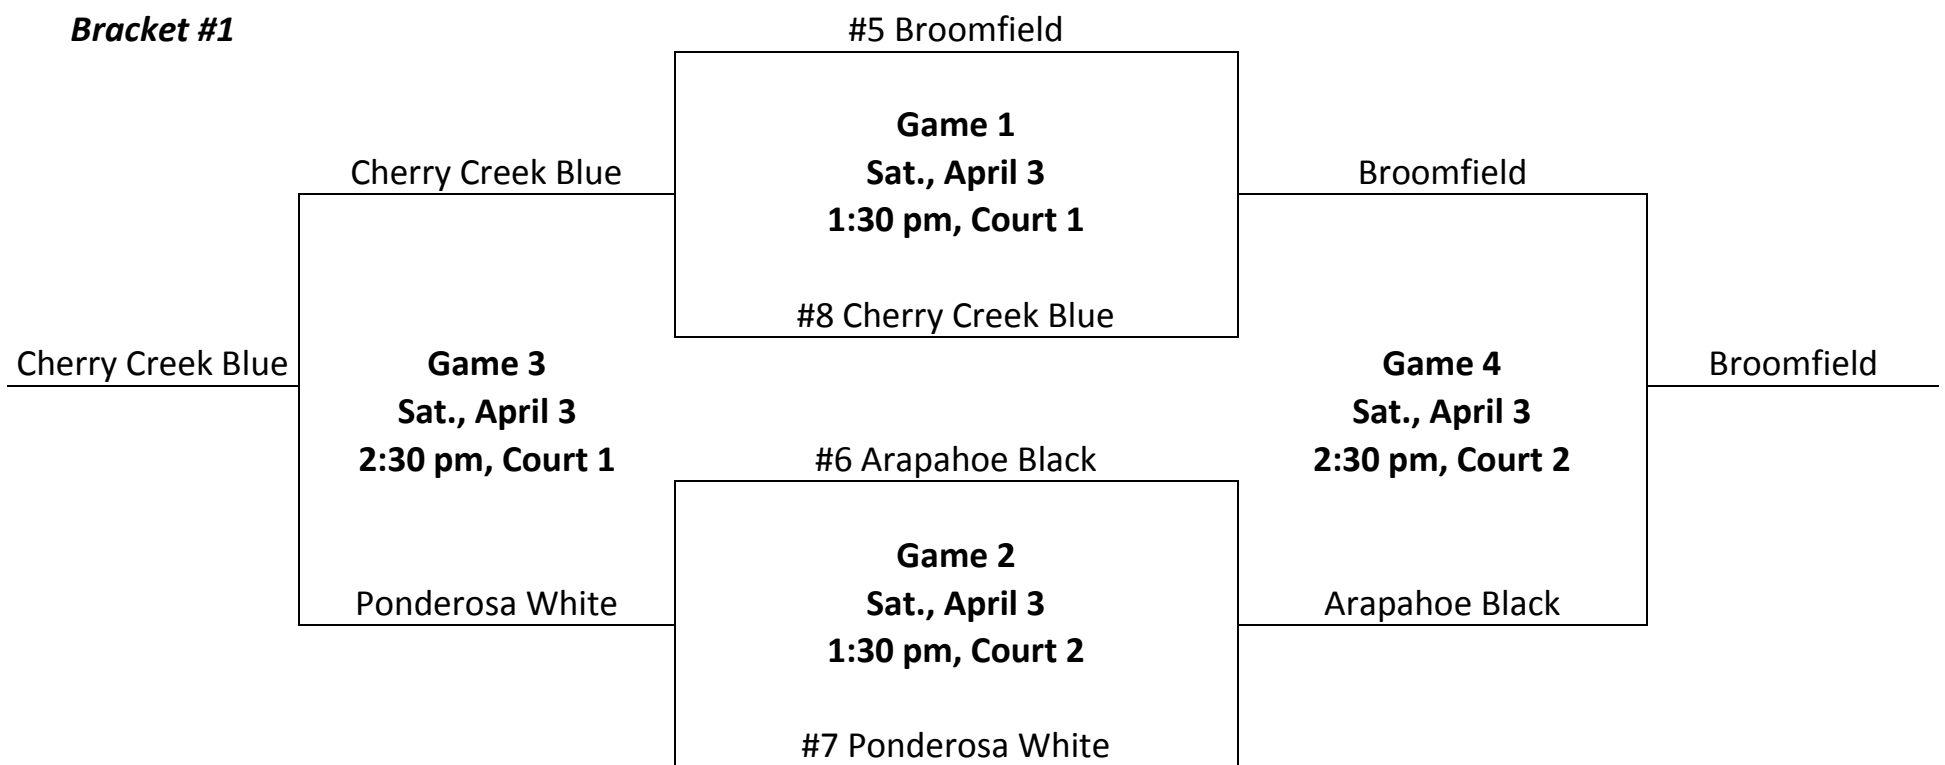 Bracket #1
#5 Broomfield
Game 1
Sat., April 3
1:30 pm, Court 1
Cherry Creek Blue
Broomfield
#8 Cherry Creek Blue
Cherry Creek Blue
Game 3
Sat., April 3
2:30 pm, Court 1
Game 4
Sat., April 3
2:30 pm, Court 2
Broomfield
#6 Arapahoe Black
Game 2
Sat., April 3
1:30 pm, Court 2
Ponderosa White
Arapahoe Black
#7 Ponderosa White